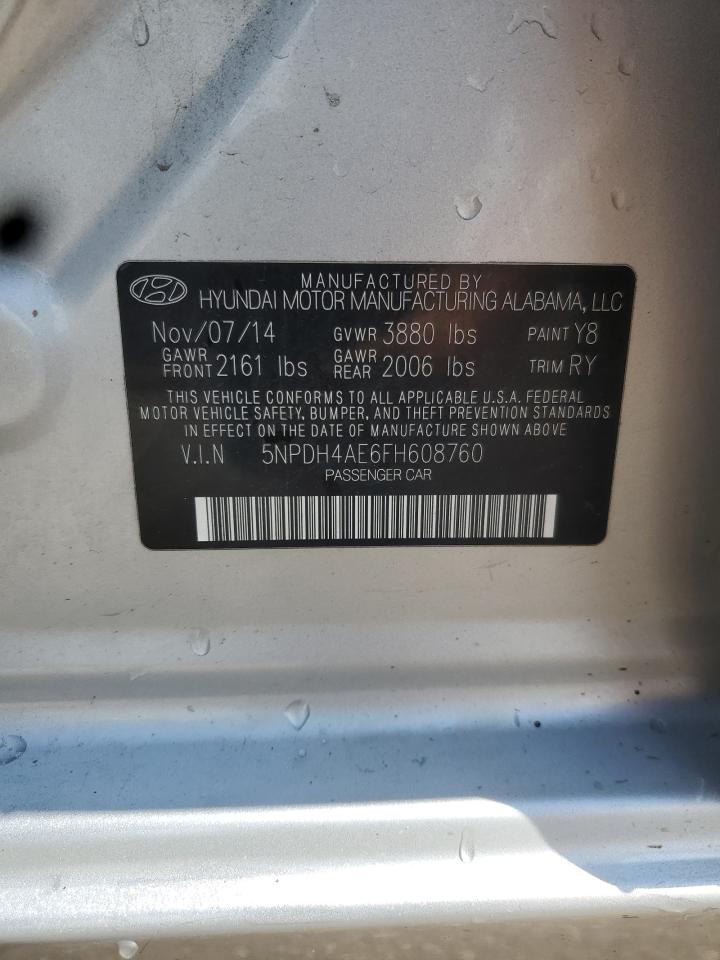 MANUFACTURED BY
HYUNDAI MOTOR MANUFACTURING ALABAMA, LLC
Nov/07/14 GVWR 3880 lbs PAINT Y8
GAWR FRONT 2161 lbs GAWR REAR 2006 lbs TRIM RY
THIS VEHICLE CONFORMS TO ALL APPLICABLE U.S.A. FEDERAL
MOTOR VEHICLE SAFETY, BUMPER, AND THEFT PREVENTION STANDARDS
IN EFFECT ON THE DATE OF MANUFACTURE SHOWN ABOVE.
V.I.N 5NPDH4AE6FH608760
PASSENGER CAR